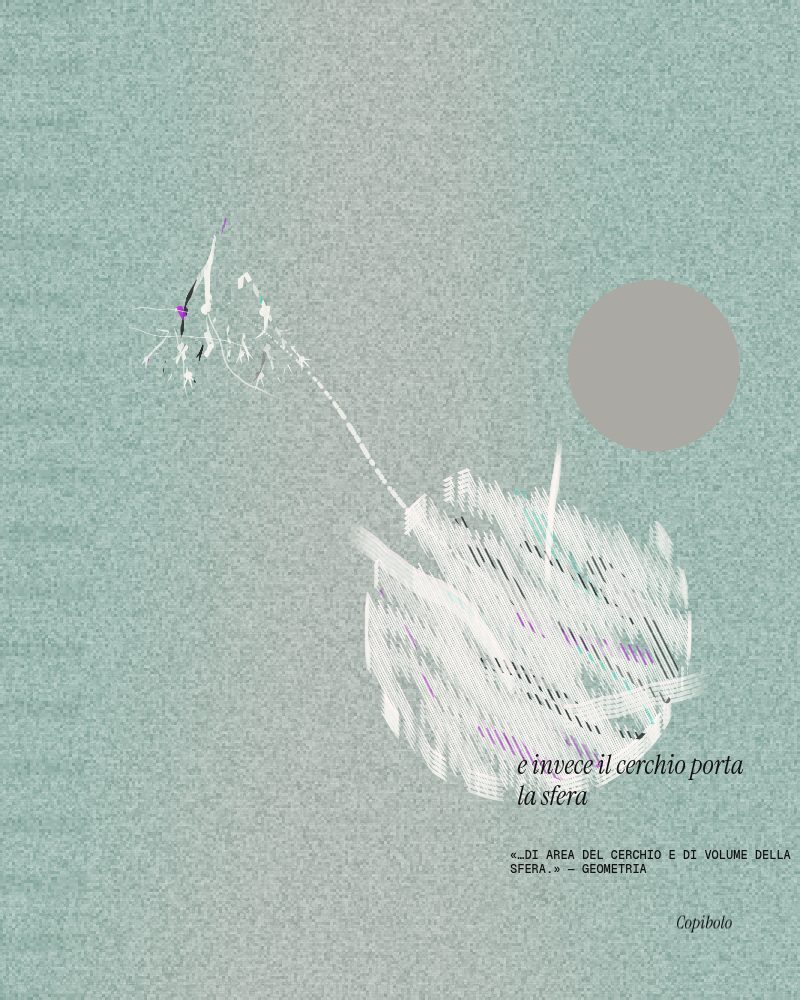 e invece il cerchio porta
la sfera
«…DI AREA DEL CERCHIO E DI VOLUME DELLA
SFERA.» — GEOMETRIA
Copibolo